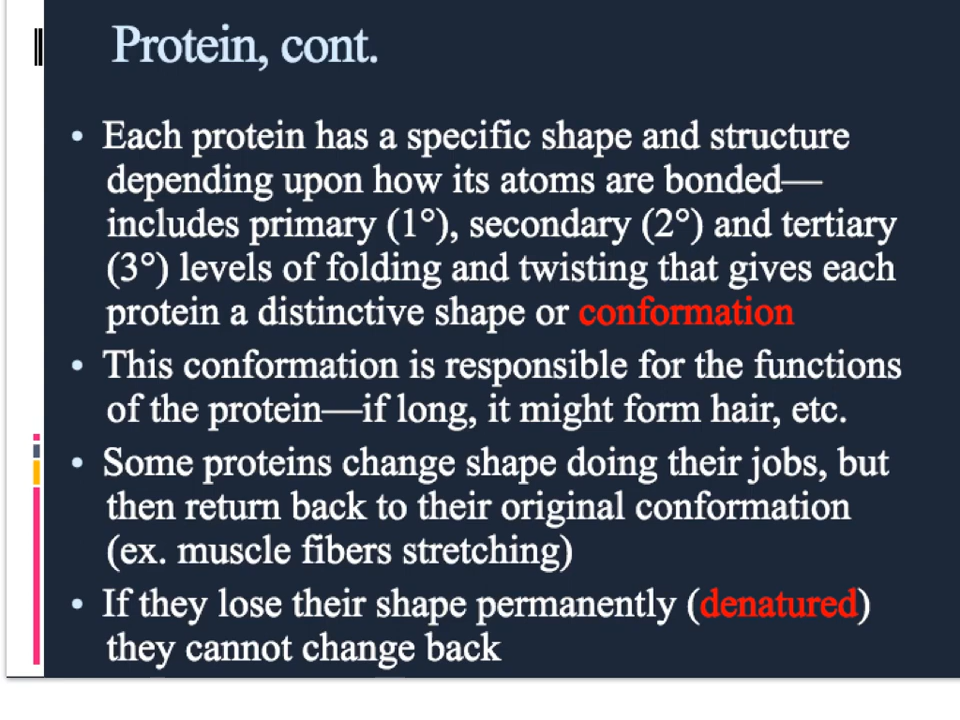 Protein, cont.
• Each protein has a specific shape and structure
depending upon how its atoms are bonded—
includes primary (1°), secondary (2°) and tertiary
(3°) levels of folding and twisting that gives each
protein a distinctive shape or conformation
• This conformation is responsible for the functions
of the protein—if long, it might form hair, etc.
• Some proteins change shape doing their jobs, but
then return back to their original conformation
(ex. muscle fibers stretching)
• If they lose their shape permanently (denatured)
they cannot change back